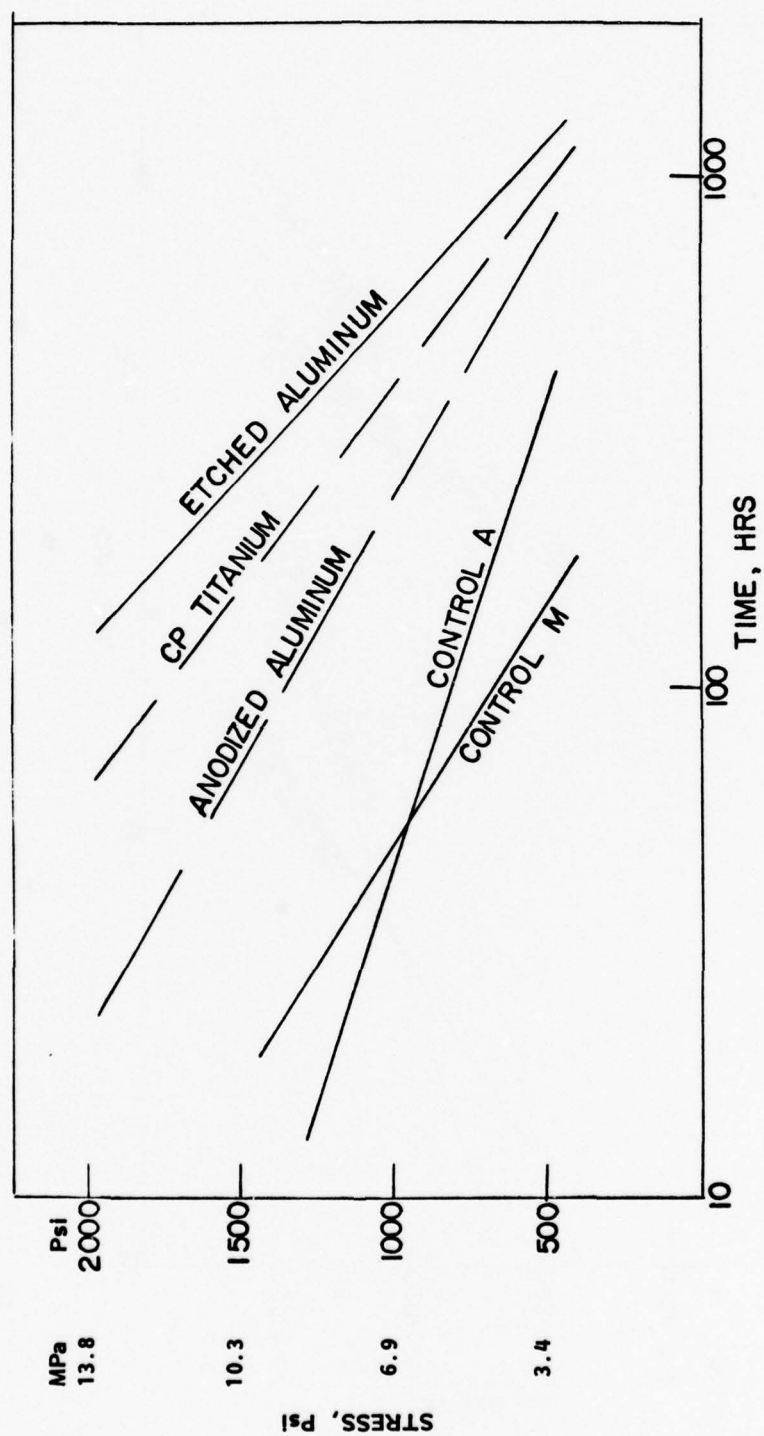 MPa
Psi
13.8
2000
10.3
1500
6.9
1000
3.4
500
STRESS, Psi
ETCHED ALUMINUM
CP TITANIUM
ANODIZED ALUMINUM
CONTROL A
CONTROL M
10
100
1000
TIME, HRS